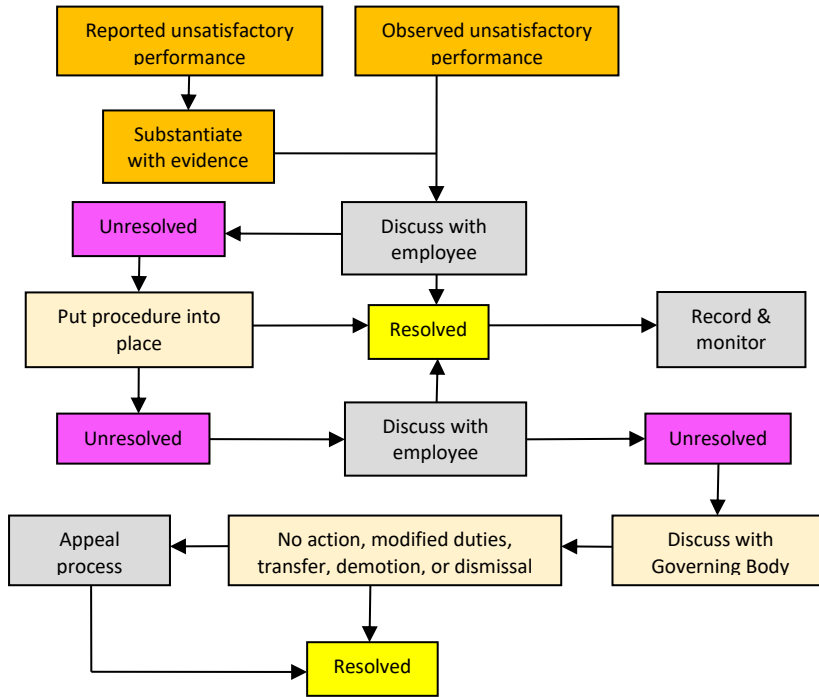 Reported unsatisfactory
performance
Observed unsatisfactory
performance
Substantiate
with evidence
Unresolved
Discuss with
employee
Put procedure into
place
Resolved
Record &
monitor
Unresolved
Discuss with
employee
Unresolved
Appeal
process
No action, modified duties,
transfer, demotion, or dismissal
Discuss with
Governing Body
Resolved